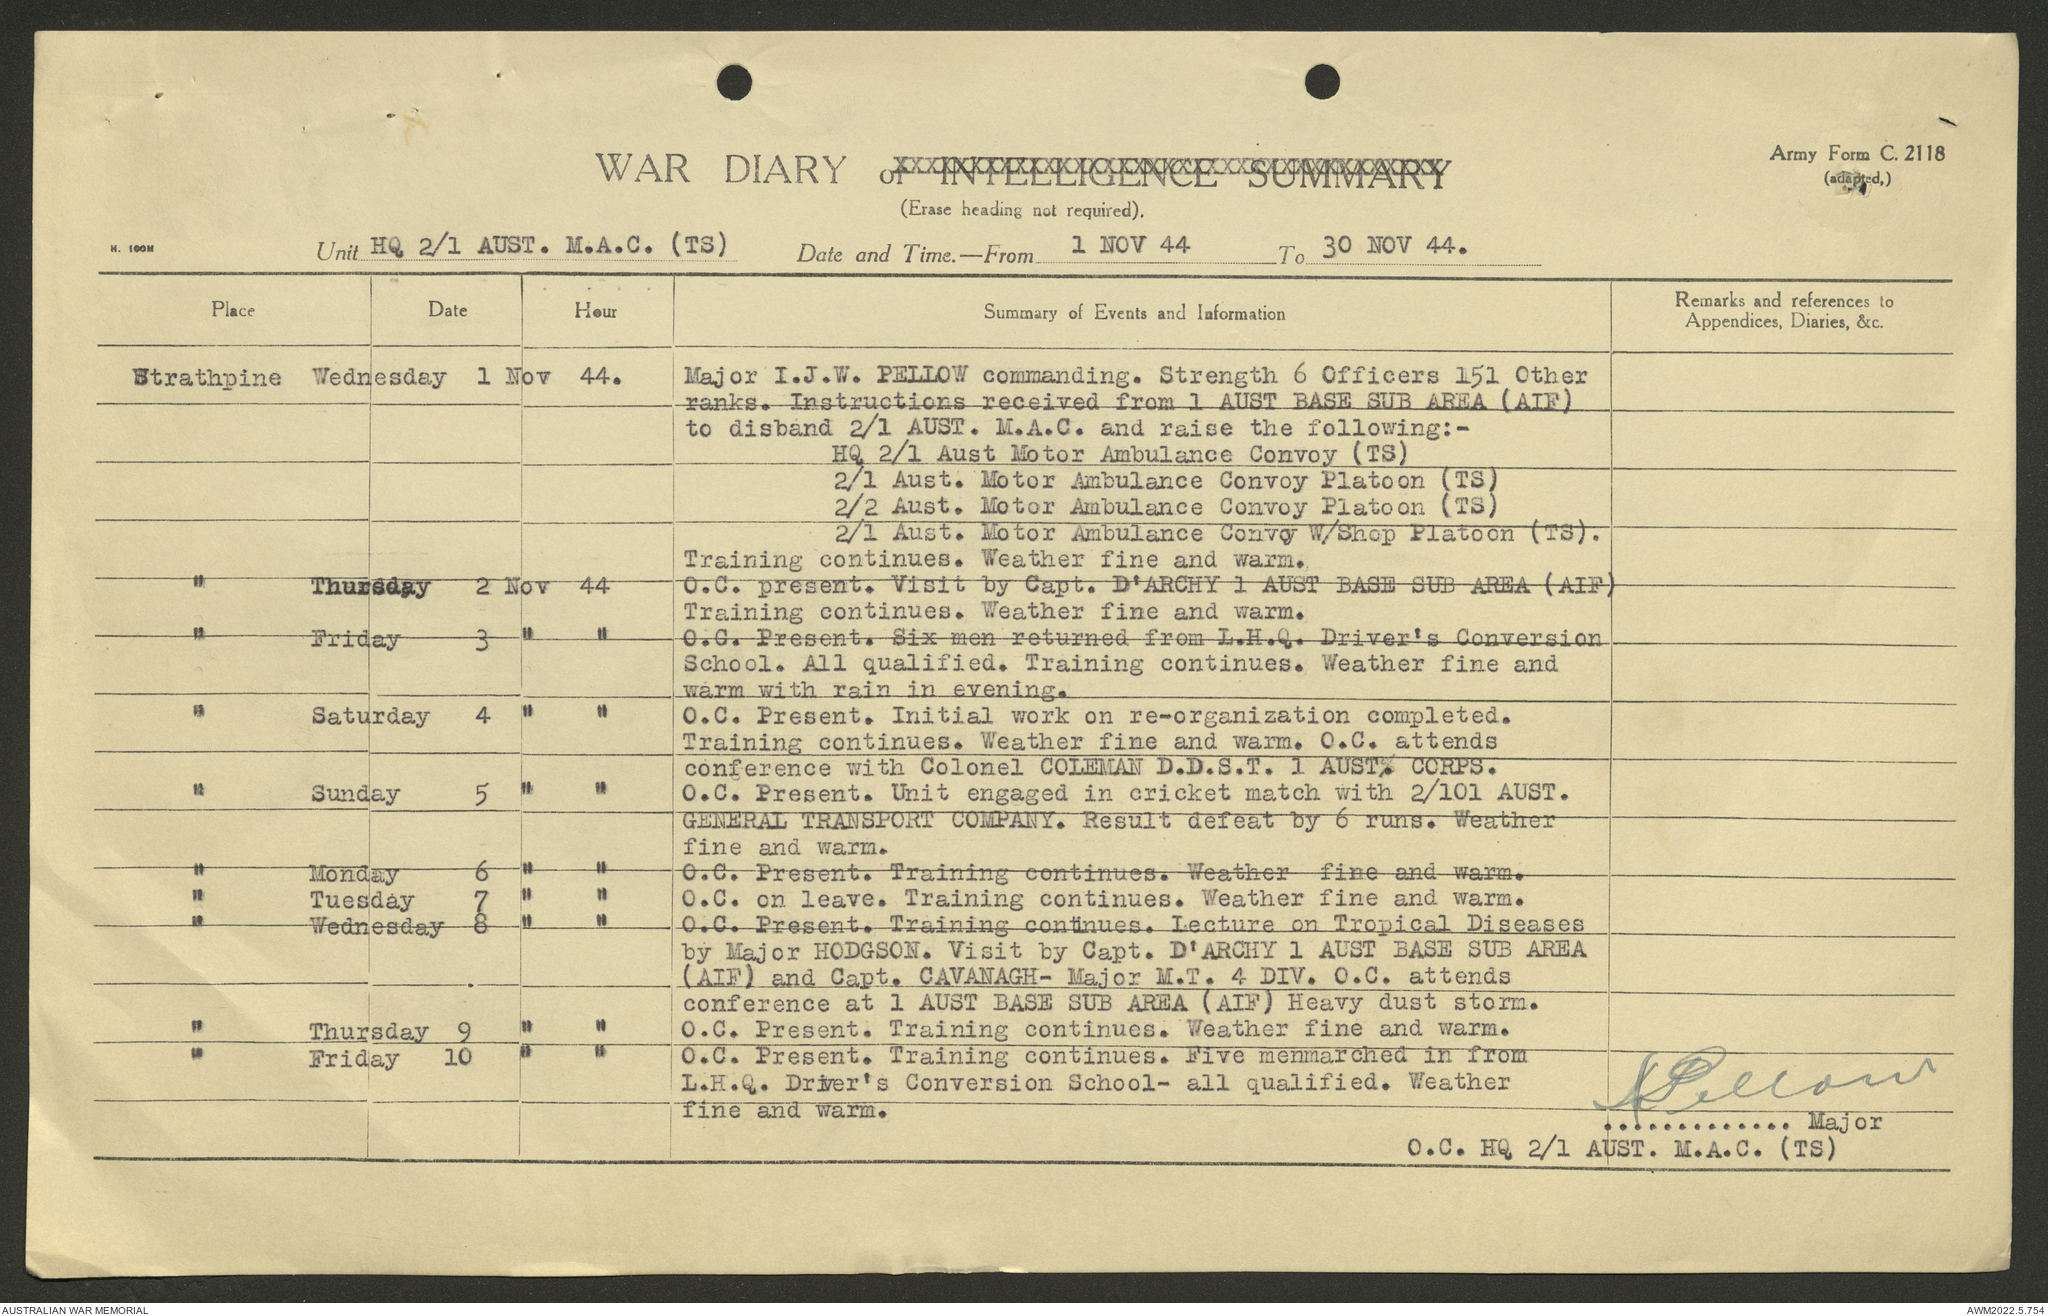 Army Form C. 2118
(adapted,)
WAR DIARY or INTELLIGENCE SUMMARY
(Erase heading not required).
H. 100M
Unit HQ 2/1 AUST. M.A.C. (TS) Date and Time.—From 1 NOV 44 To 30 NOV 44.
Place Date Hour Summary of Events and Information Remarks and references to
Appendices, Diaries, &c.
Strathpine Wednesday 1 Nov 44. Major I.J.W. PELLOW commanding. Strength 6 Officers 151 Other
ranks. Instructions received from 1 AUST BASE SUB AREA (AIF)
to disband 2/1 AUST. M.A.C. and raise the following:-
HQ 2/1 Aust Motor Ambulance Convoy (TS)
2/1 Aust. Motor Ambulance Convoy Platoon (TS)
2/2 Aust. Motor Ambulance Convoy Platoon (TS)
2/1 Aust. Motor Ambulance Convoy W/Shop Platoon (TS).
Training continues. Weather fine and warm.
" Thursday 2 Nov 44 O.C. present. Visit by Capt. D'ARCHY 1 AUST BASE SUB AREA (AIF)
Training continues. Weather fine and warm.
" Friday 3 " " O.C. Present. Six men returned from L.H.Q. Driver's Conversion
School. All qualified. Training continues. Weather fine and
warm with rain in evening.
" Saturday 4 " " O.C. Present. Initial work on re-organization completed.
Training continues. Weather fine and warm. O.C. attends
conference with Colonel COLEMAN D.D.S.T. 1 AUST. CORPS.
" Sunday 5 " " O.C. Present. Unit engaged in cricket match with 2/101 AUST.
GENERAL TRANSPORT COMPANY. Result defeat by 6 runs. Weather
fine and warm.
" Monday 6 " " O.C. Present. Training continues. Weather fine and warm.
" Tuesday 7 " " O.C. on leave. Training continues. Weather fine and warm.
" Wednesday 8 " " O.C. Present. Training continues. Lecture on Tropical Diseases
by Major HODGSON. Visit by Capt. D'ARCHY 1 AUST BASE SUB AREA
(AIF) and Capt. CAVANAGH- Major M.T. 4 DIV. O.C. attends
conference at 1 AUST BASE SUB AREA (AIF) Heavy dust storm.
" Thursday 9 " " O.C. Present. Training continues. Weather fine and warm.
" Friday 10 " " O.C. Present. Training continues. Five menmarched in from
L.H.Q. Driver's Conversion School- all qualified. Weather
fine and warm.
Pellow
............. Major
O.C. HQ 2/1 AUST. M.A.C. (TS)
AUSTRALIAN WAR MEMORIAL AWM2022.5.754